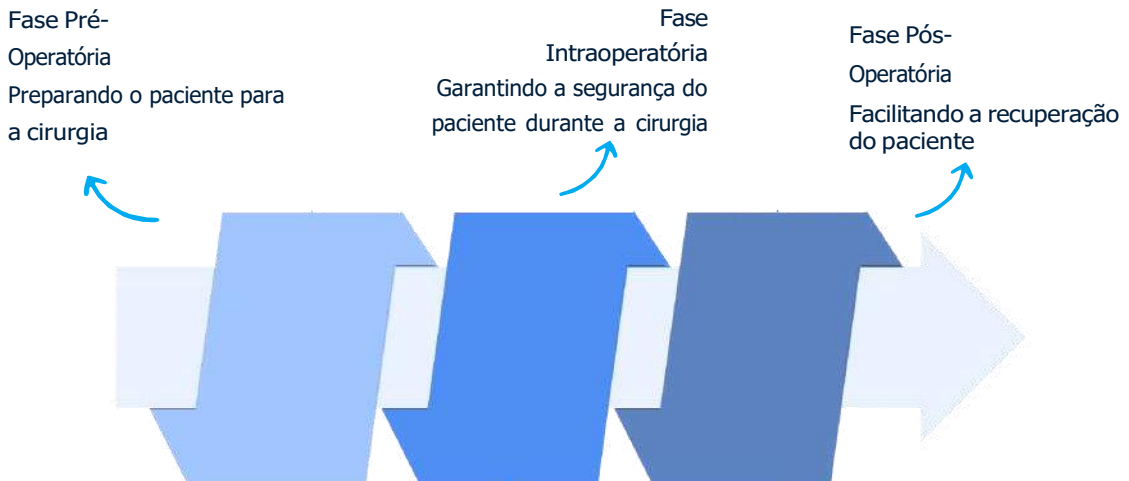 Fase Pré-
Operatória
Preparando o paciente para
a cirurgia
Fase
Intraoperatória
Garantindo a segurança do
paciente durante a cirurgia
Fase Pós-
Operatória
Facilitando a recuperação
do paciente